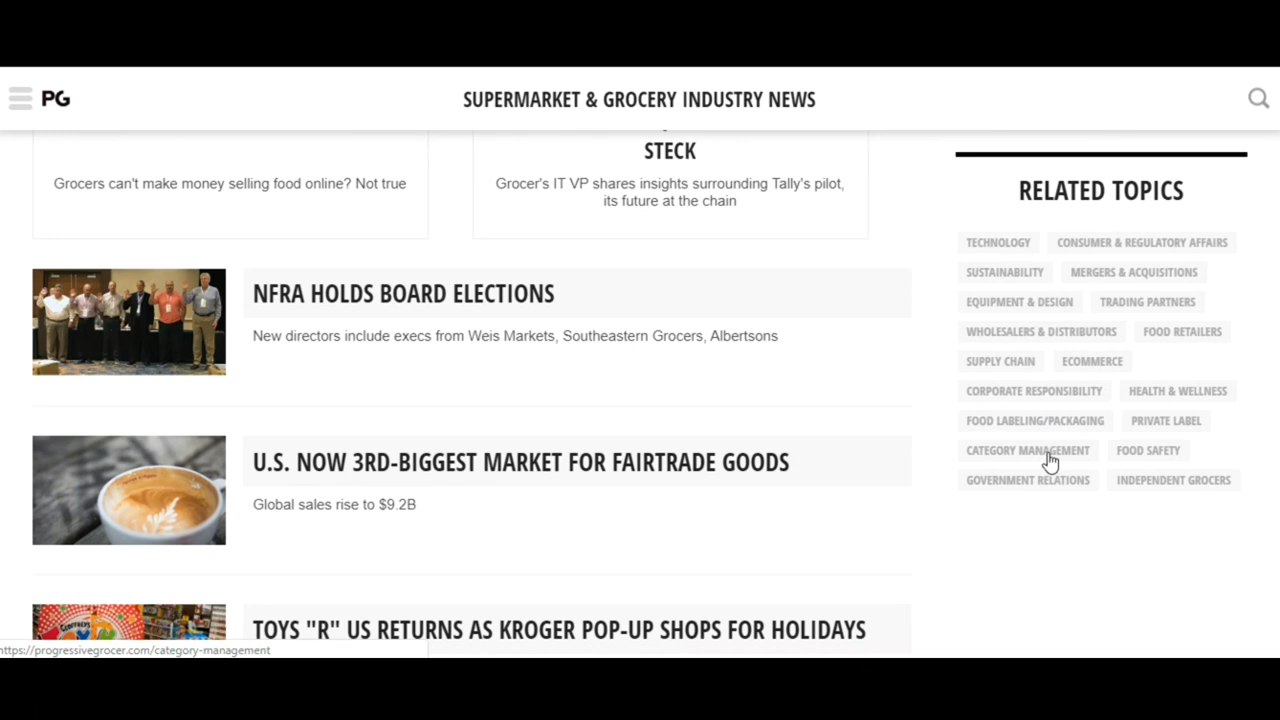 PG
SUPERMARKET & GROCERY INDUSTRY NEWS
Grocers can't make money selling food online? Not true
STECK
Grocer's IT VP shares insights surrounding Tally's pilot,
its future at the chain
NFRA HOLDS BOARD ELECTIONS
New directors include execs from Weis Markets, Southeastern Grocers, Albertsons
U.S. NOW 3RD-BIGGEST MARKET FOR FAIRTRADE GOODS
Global sales rise to $9.2B
TOYS "R" US RETURNS AS KROGER POP-UP SHOPS FOR HOLIDAYS
RELATED TOPICS
TECHNOLOGY CONSUMER & REGULATORY AFFAIRS
SUSTAINABILITY MERGERS & ACQUISITIONS
EQUIPMENT & DESIGN TRADING PARTNERS
WHOLESALERS & DISTRIBUTORS FOOD RETAILERS
SUPPLY CHAIN ECOMMERCE
CORPORATE RESPONSIBILITY HEALTH & WELLNESS
FOOD LABELING/PACKAGING PRIVATE LABEL
CATEGORY MANAGEMENT FOOD SAFETY
GOVERNMENT RELATIONS INDEPENDENT GROCERS
https://progressivegrocer.com/category-management